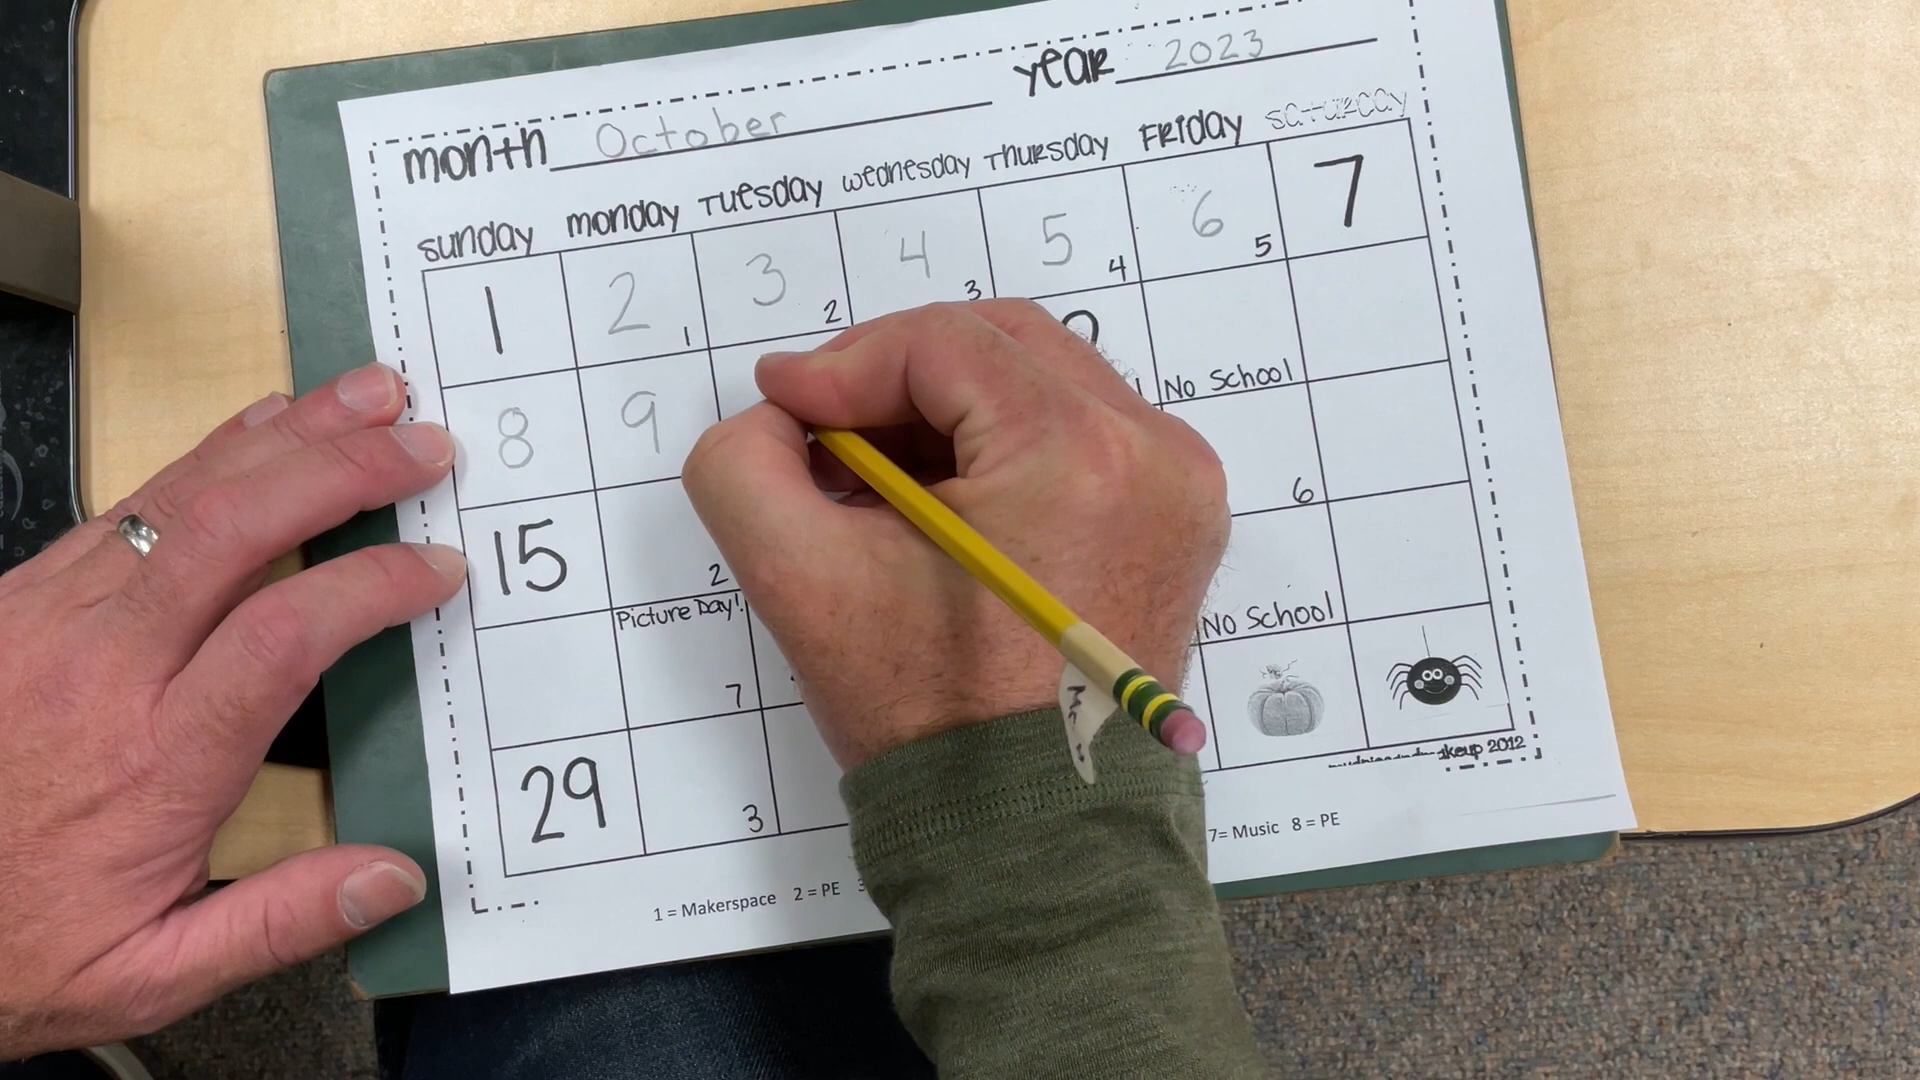 month October year 2023
sunday monday Tuesday wednesday Thursday Friday saturday
1 2 3 4 5 6 7
1 2 3 4 5
8 9
No School
15
2 6
Picture Day!
No School
7
29
3
2012
1 = Makerspace 2 = PE 7= Music 8 = PE